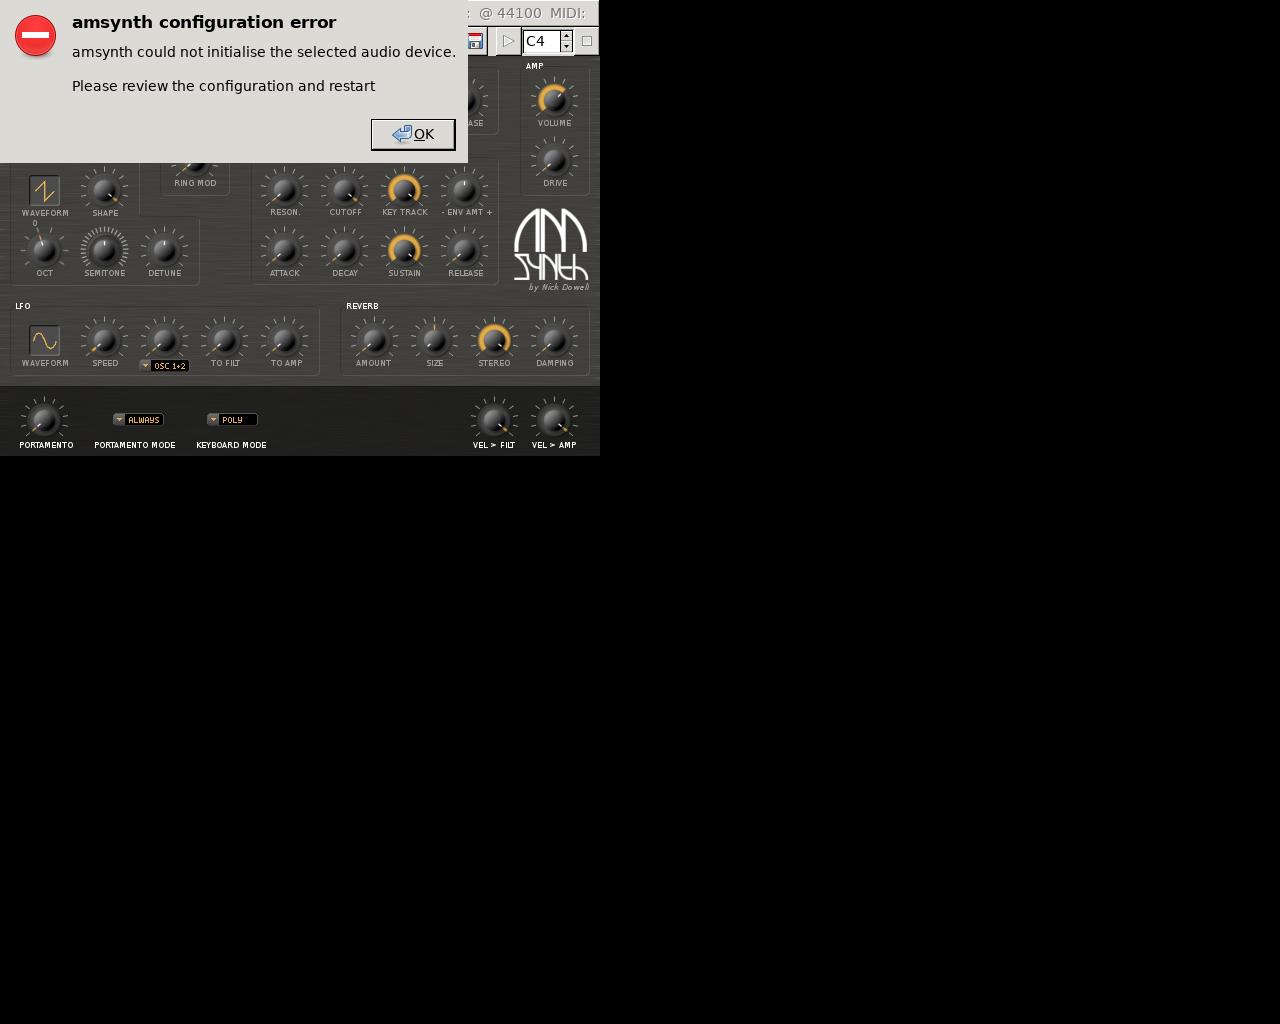 amsynth configuration error
amsynth could not initialise the selected audio device.
Please review the configuration and restart
OK
: @ 44100 MIDI:
C4
AMP
ASE
VOLUME
RING MOD
DRIVE
WAVEFORM
SHAPE
RESON.
CUTOFF
KEY TRACK
- ENV AMT +
0
OCT
SEMITONE
DETUNE
ATTACK
DECAY
SUSTAIN
RELEASE
AM
SYNTH
by Nick Dowell
LFO
REVERB
WAVEFORM
SPEED
OSC 1+2
TO FILT
TO AMP
AMOUNT
SIZE
STEREO
DAMPING
ALWAYS
POLY
PORTAMENTO
PORTAMENTO MODE
KEYBOARD MODE
VEL > FILT
VEL > AMP